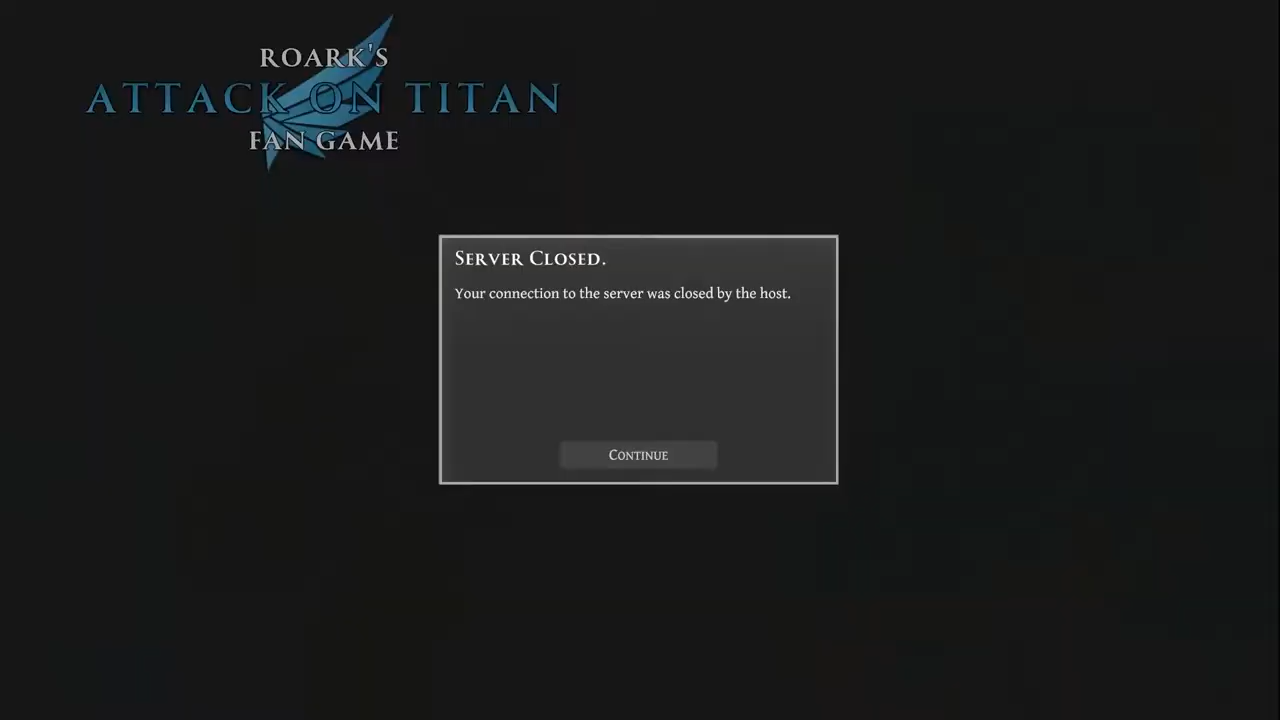 ROARK'S
ATTACK ON TITAN
FAN GAME
SERVER CLOSED.
Your connection to the server was closed by the host.
CONTINUE